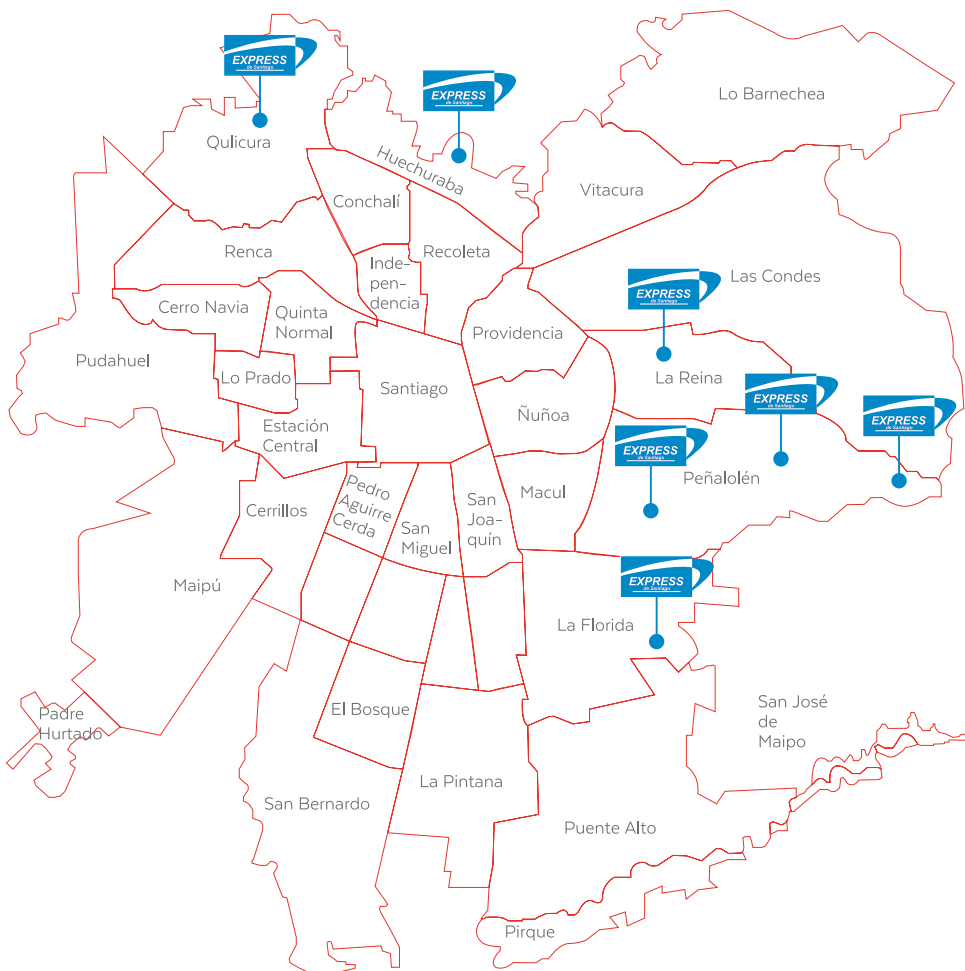 EXPRESS
de Santiago
EXPRESS
de Santiago
Lo Barnechea
Qulicura
Huechuraba
Vitacura
Conchalí
Renca
Recoleta
Inde-
pen-
dencia
Las Condes
EXPRESS
de Santiago
Cerro Navia
Quinta
Normal
Providencia
Pudahuel
Lo Prado
Santiago
La Reina
EXPRESS
de Santiago
EXPRESS
de Santiago
Ñuñoa
Estación
Central
EXPRESS
de Santiago
Peñalolén
Cerrillos
Pedro
Aguirre
Cerda
San
Miguel
San
Joa-
quín
Macul
Maipú
EXPRESS
de Santiago
La Florida
Padre
Hurtado
El Bosque
San José
de
Maipo
San Bernardo
La Pintana
Puente Alto
Pirque